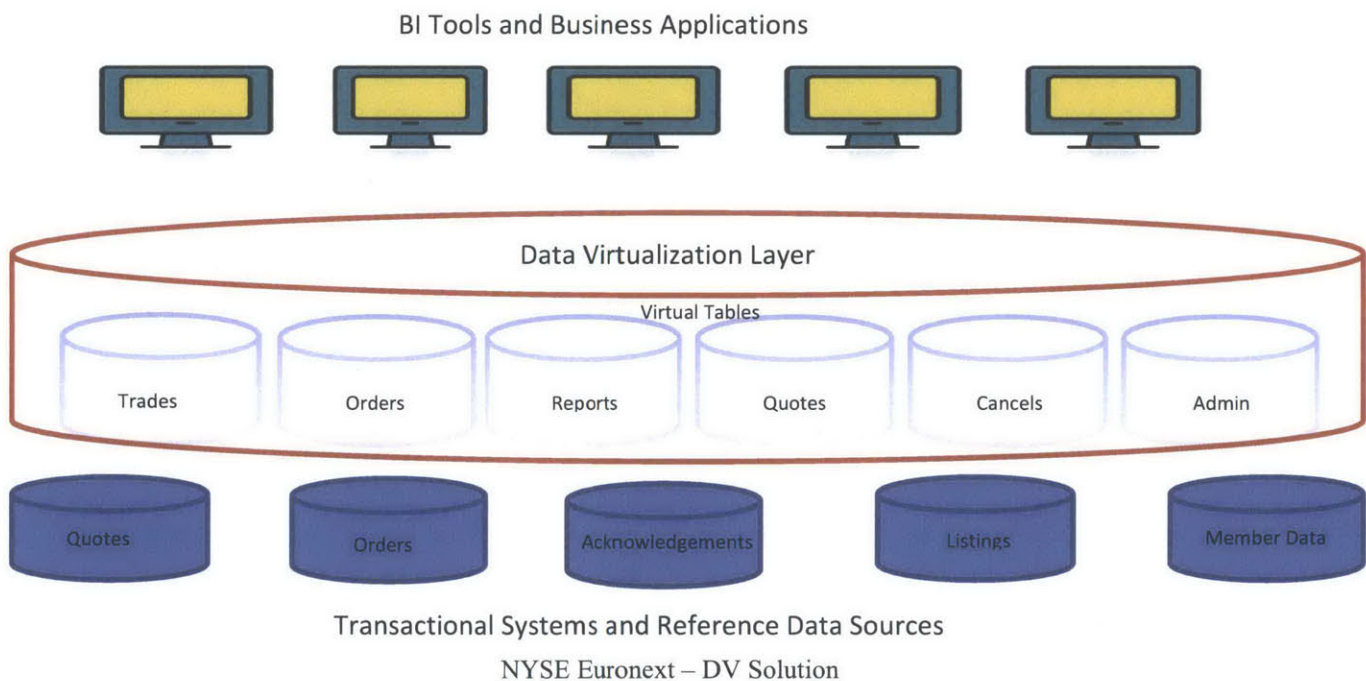 BI Tools and Business Applications
Data Virtualization Layer
Virtual Tables
Trades Orders Reports Quotes Cancels Admin
Quotes Orders Acknowledgements Listings Member Data
Transactional Systems and Reference Data Sources
NYSE Euronext – DV Solution